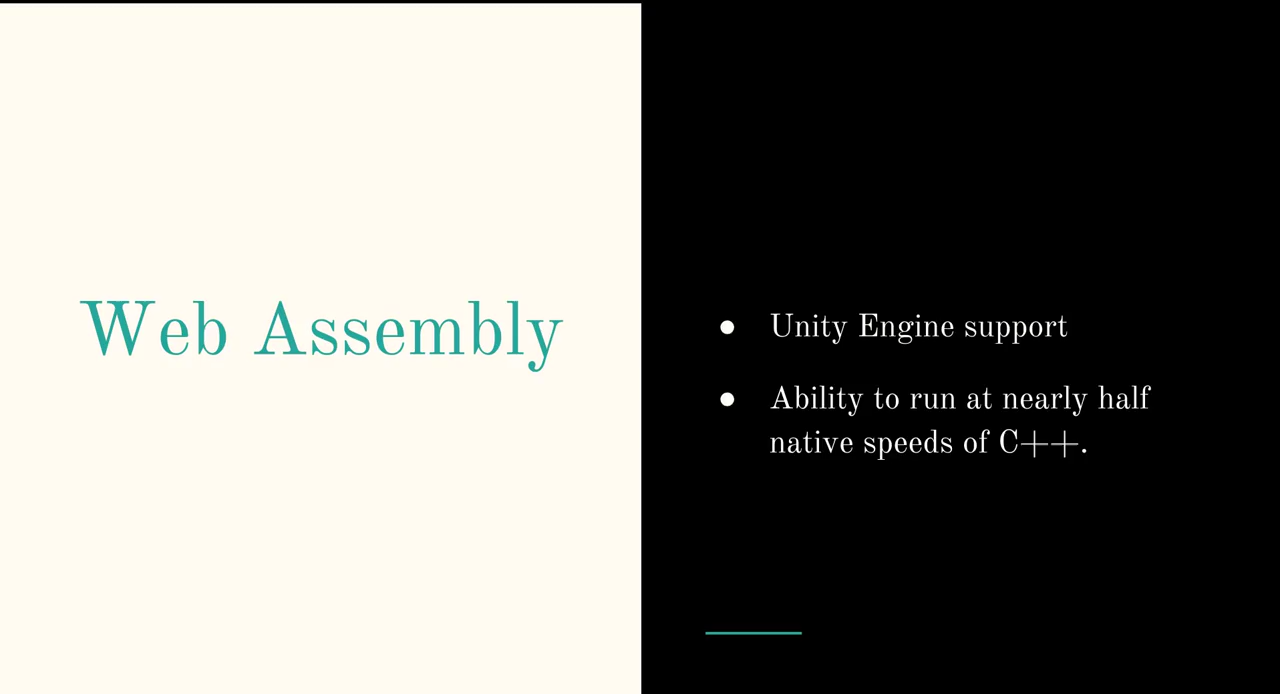 Web Assembly
● Unity Engine support
● Ability to run at nearly half
native speeds of C++.